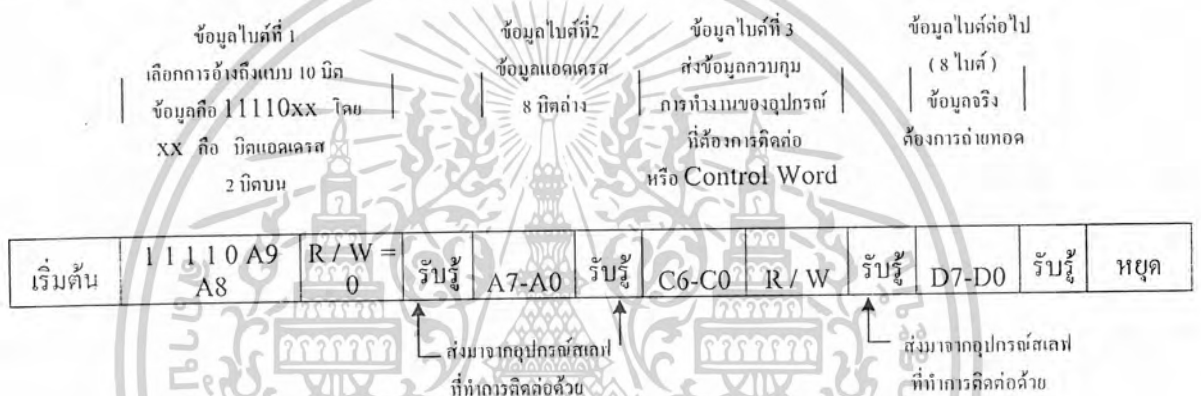 ข้อมูลไบต์ที่ 1
เลือกการอ้างถึงแบบ 10 บิต
ข้อมูลคือ 11110xx โดย
XX คือ บิตแอดเดรส
2 บิตบน
ข้อมูลไบต์ที่2
ข้อมูลแอดเดรส
8 บิตล่าง
ข้อมูลไบต์ที่ 3
ส่งข้อมูลควบคุม
การทำงานของอุปกรณ์
ที่ต้องการติดต่อ
หรือ Control Word
ข้อมูลไบต์ต่อไป
( 8 ไบต์ )
ข้อมูลจริง
ต้องการถ่ายทอด
เริ่มต้น 1 1 1 1 0 A9 A8 R / W = 0 รับรู้ A7-A0 รับรู้ C6-C0 R / W รับรู้ D7-D0 รับรู้ หยุด
ส่งมาจากอุปกรณ์สเลฟ
ที่ทำการติดต่อด้วย
ส่งมาจากอุปกรณ์สเลฟ
ที่ทำการติดต่อด้วย